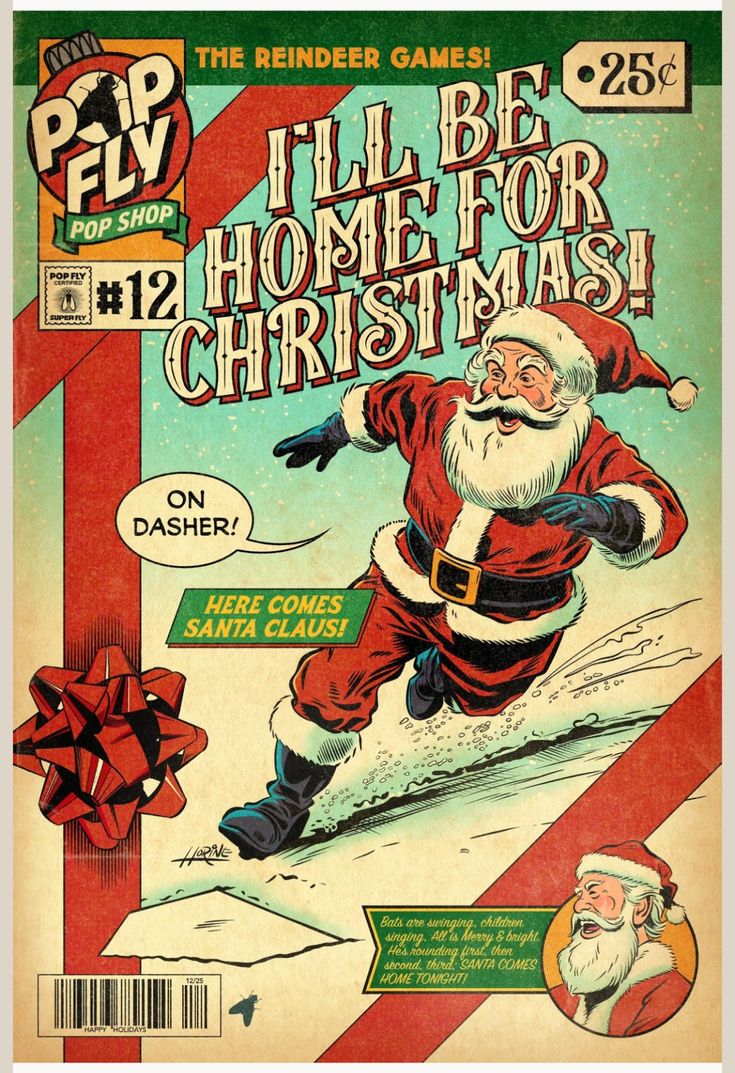 THE REINDEER GAMES!
25¢
POP
FLY
POP SHOP
I'LL BE
HOME FOR
CHRISTMAS!
POP FLY
CERTIFIED
SUPER FLY
#12
ON
DASHER!
HERE COMES
SANTA CLAUS!
HORINE
Bats are swinging, children
singing. All is Merry & bright.
He's rounding first, then
second, third: SANTA COMES
HOME TONIGHT!
12/25
HAPPY HOLIDAYS